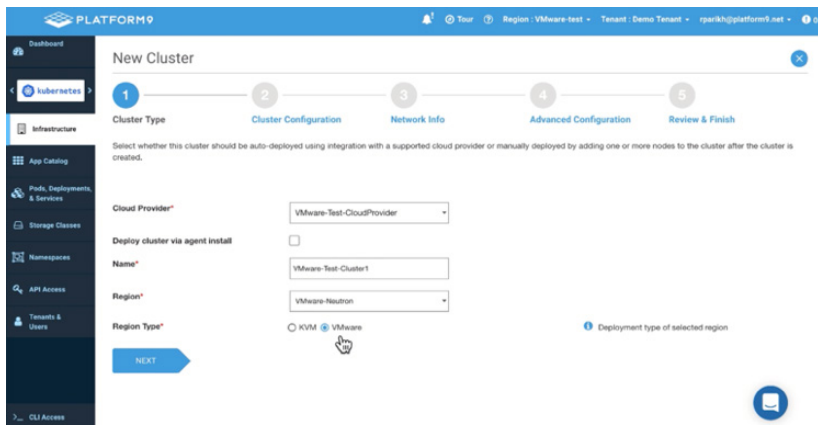 PLATFORM9
Tour
Region : VMware-test
Tenant : Demo Tenant
rparikh@platform9.net
Dashboard
kubernetes
Infrastructure
App Catalog
Pods, Deployments,
& Services
Storage Classes
Namespaces
API Access
Tenants &
Users
CLI Access
New Cluster
1
2
3
4
5
Cluster Type
Cluster Configuration
Network Info
Advanced Configuration
Review & Finish
Select whether this cluster should be auto-deployed using integration with a supported cloud provider or manually deployed by adding one or more nodes to the cluster after the cluster is
created.
Cloud Provider*
VMware-Test-CloudProvider
Deploy cluster via agent install
Name*
VMware-Test-Cluster1
Region*
VMware-Neutron
Region Type*
KVM
VMware
Deployment type of selected region
NEXT